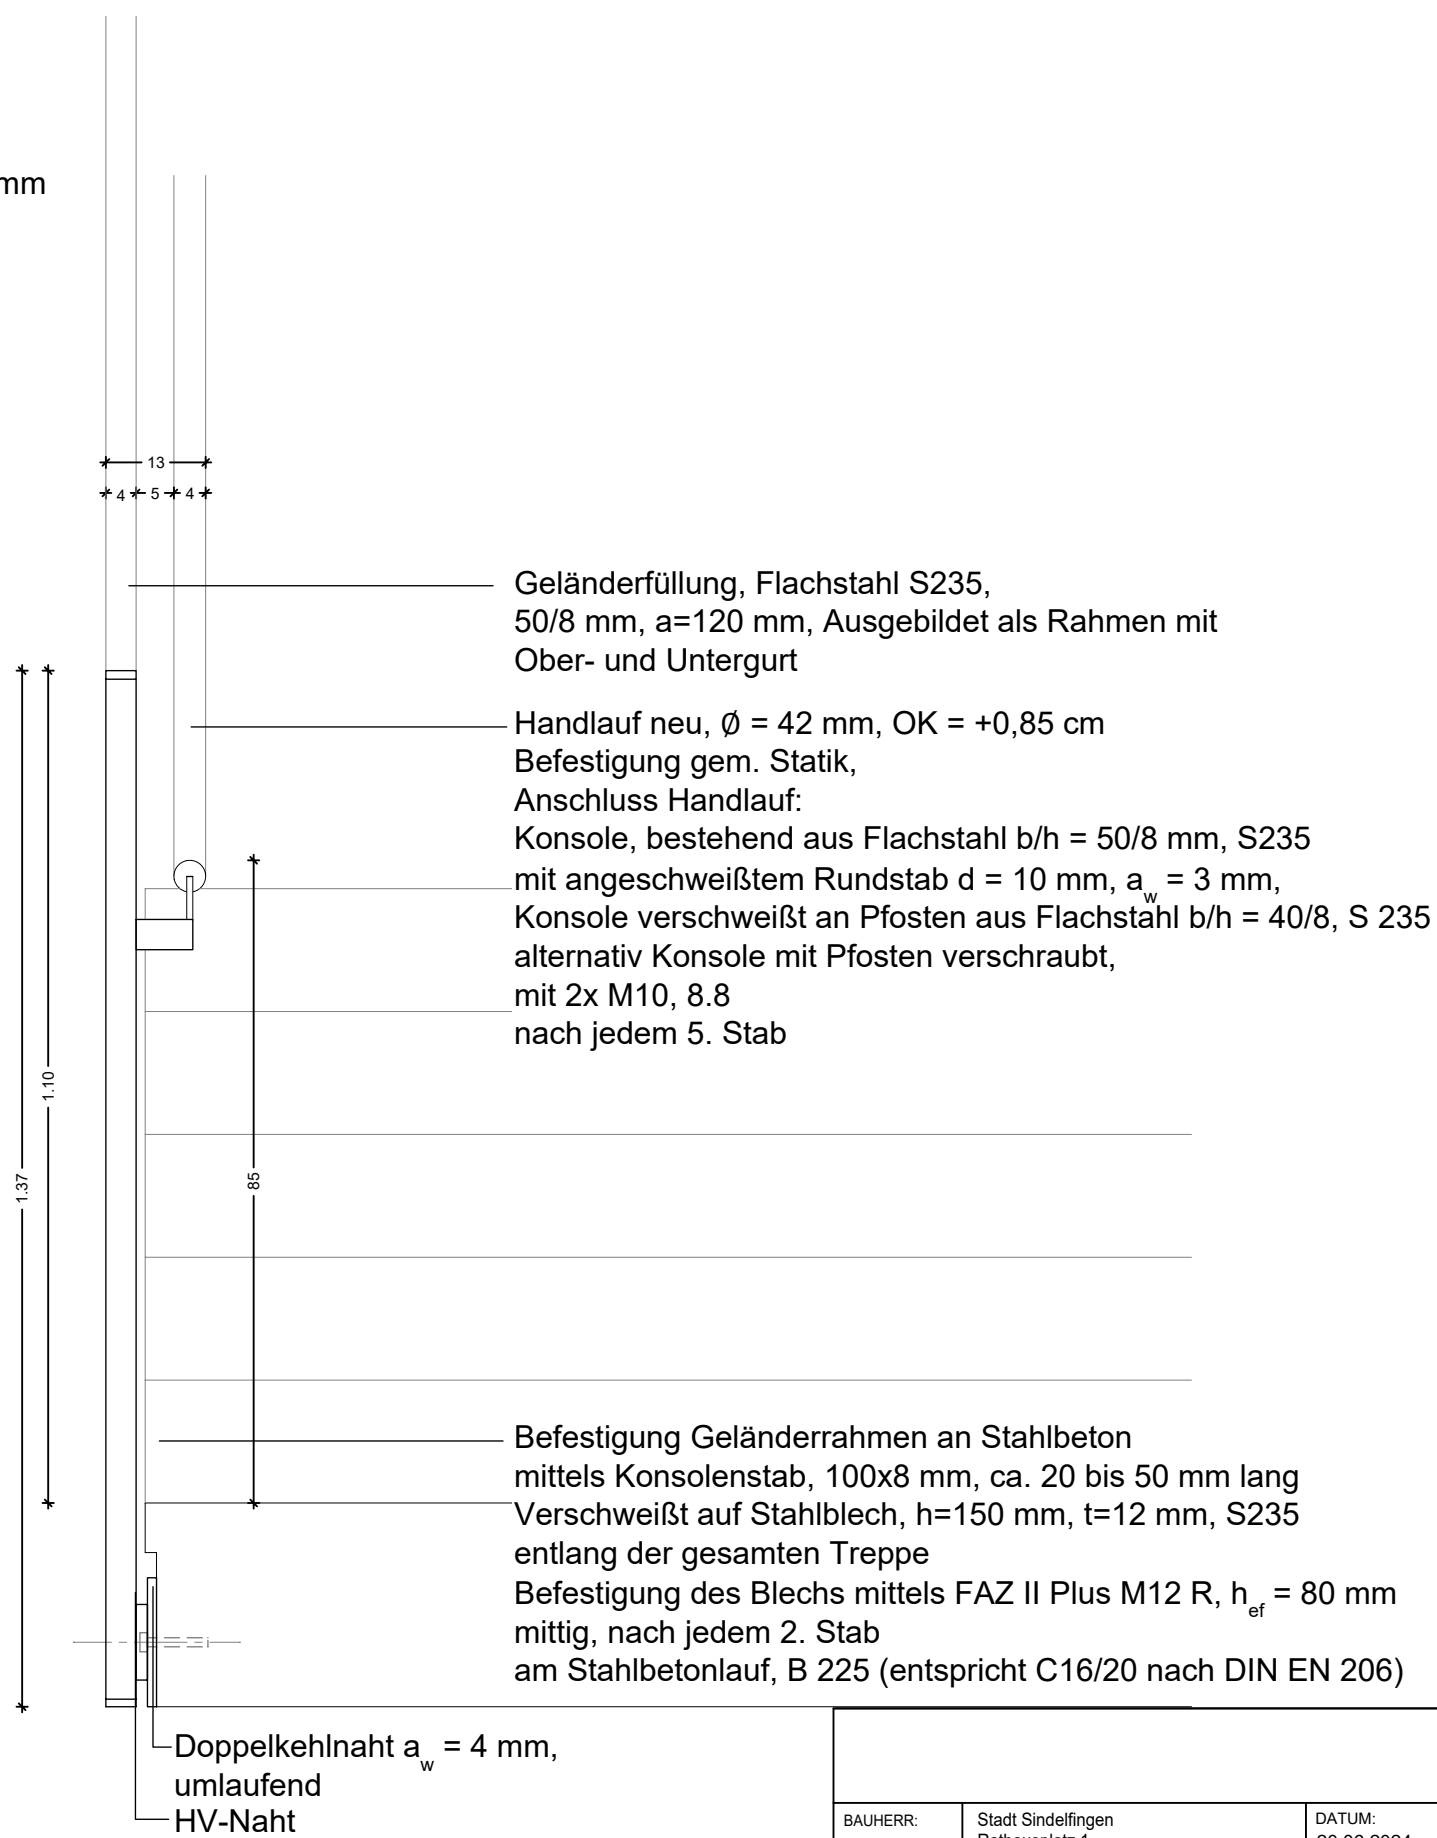 mm
13
4 5 4
Geländerfüllung, Flachstahl S235,
50/8 mm, a=120 mm, Ausgebildet als Rahmen mit
Ober- und Untergurt
Handlauf neu, Ø = 42 mm, OK = +0,85 cm
Befestigung gem. Statik,
Anschluss Handlauf:
Konsole, bestehend aus Flachstahl b/h = 50/8 mm, S235
mit angeschweißtem Rundstab d = 10 mm, a_w = 3 mm,
Konsole verschweißt an Pfosten aus Flachstahl b/h = 40/8, S 235
alternativ Konsole mit Pfosten verschraubt,
mit 2x M10, 8.8
nach jedem 5. Stab
1.10
1.37
85
Befestigung Geländerrahmen an Stahlbeton
mittels Konsolenstab, 100x8 mm, ca. 20 bis 50 mm lang
Verschweißt auf Stahlblech, h=150 mm, t=12 mm, S235
entlang der gesamten Treppe
Befestigung des Blechs mittels FAZ II Plus M12 R, h_ef = 80 mm
mittig, nach jedem 2. Stab
am Stahlbetonlauf, B 225 (entspricht C16/20 nach DIN EN 206)
Doppelkehlnaht a_w = 4 mm,
umlaufend
HV-Naht
BAUHERR: Stadt Sindelfingen DATUM: